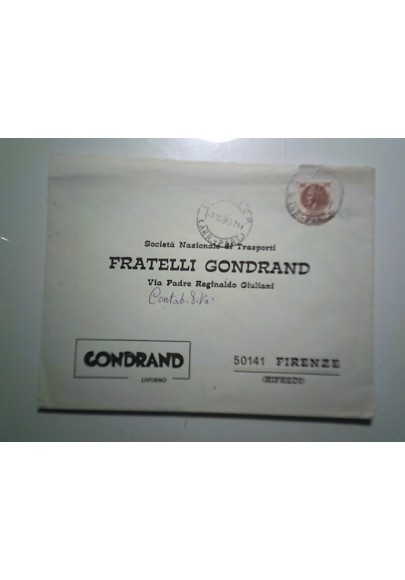 Società Nazionale di Trasporti
FRATELLI GONDRAND
Via Padre Reginaldo Giuliani
GONDRAND
LIVORNO
50141 FIRENZE
(RIFREDI)